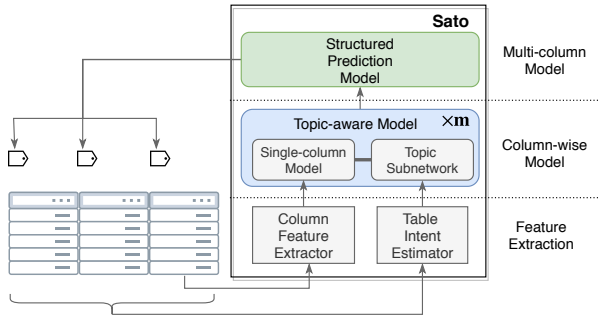 Sato
Structured
Prediction
Model
Multi-column
Model
Topic-aware Model
×m
Single-column
Model
Topic
Subnetwork
Column-wise
Model
Column
Feature
Extractor
Table
Intent
Estimator
Feature
Extraction